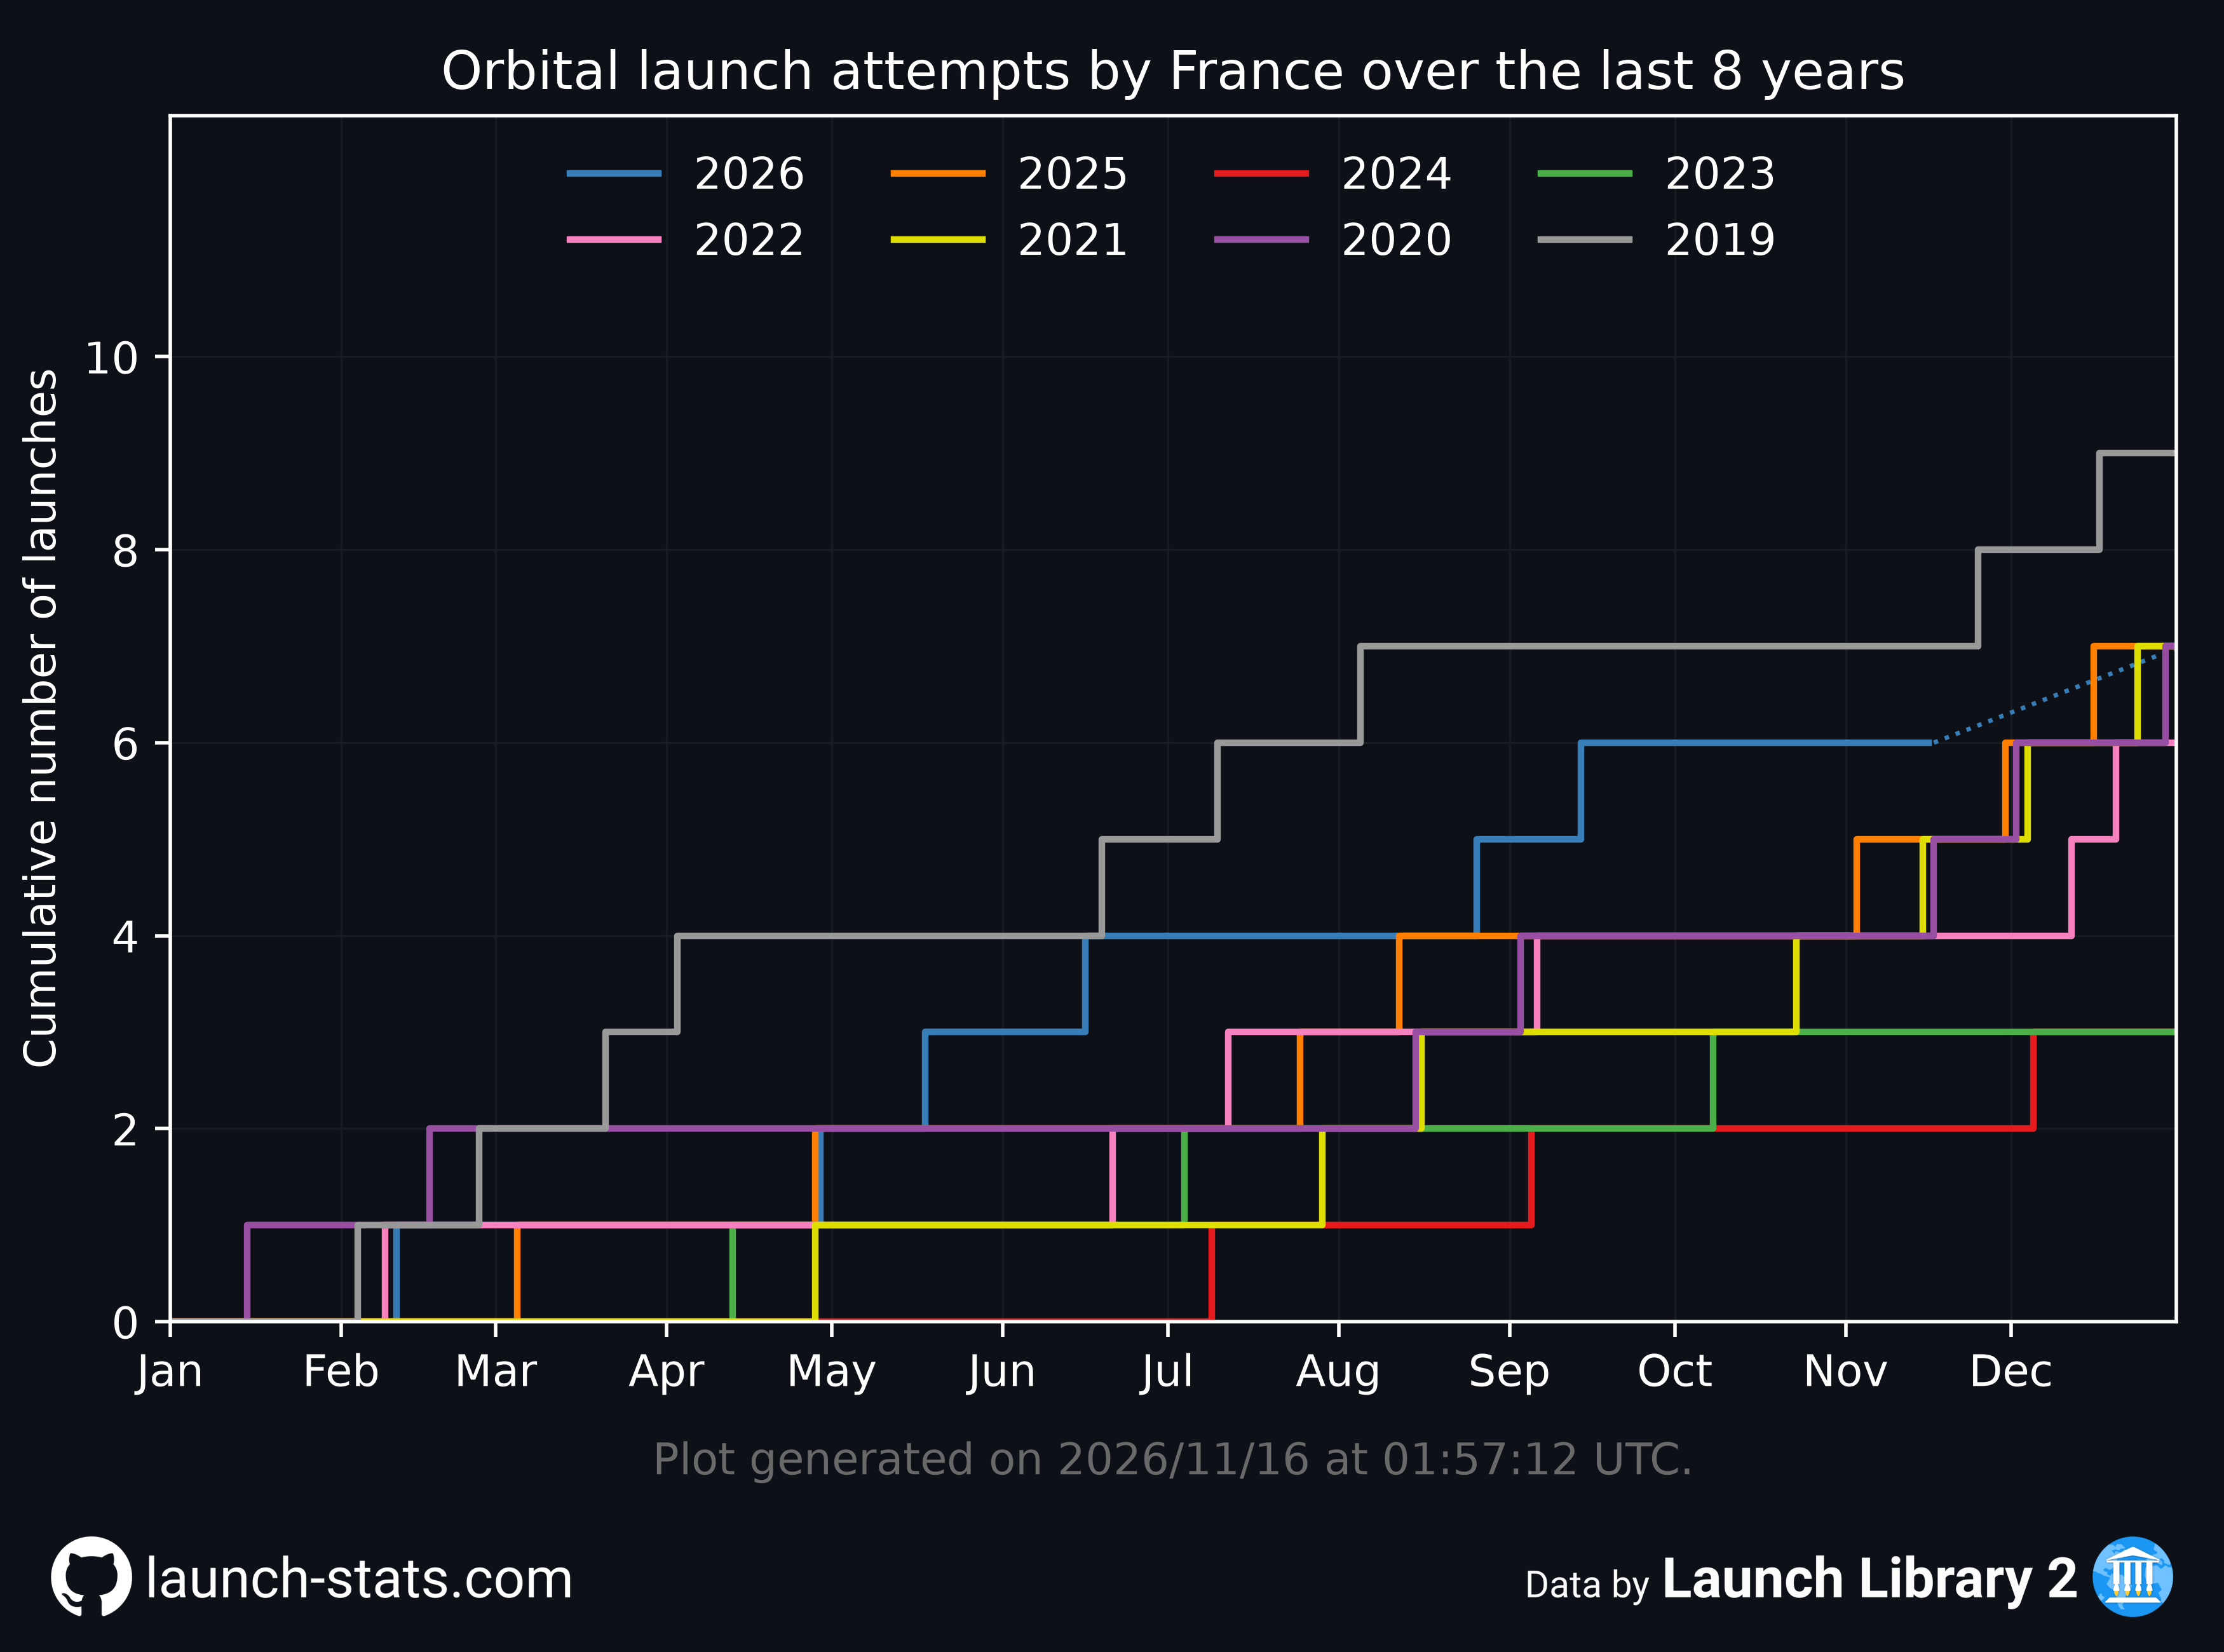 Orbital launch attempts by France over the last 8 years
2026 2025 2024 2023
2022 2021 2020 2019
Cumulative number of launches
10
8
6
4
2
0
Jan Feb Mar Apr May Jun Jul Aug Sep Oct Nov Dec
Plot generated on 2026/11/16 at 01:57:12 UTC.
launch-stats.com
Data by Launch Library 2